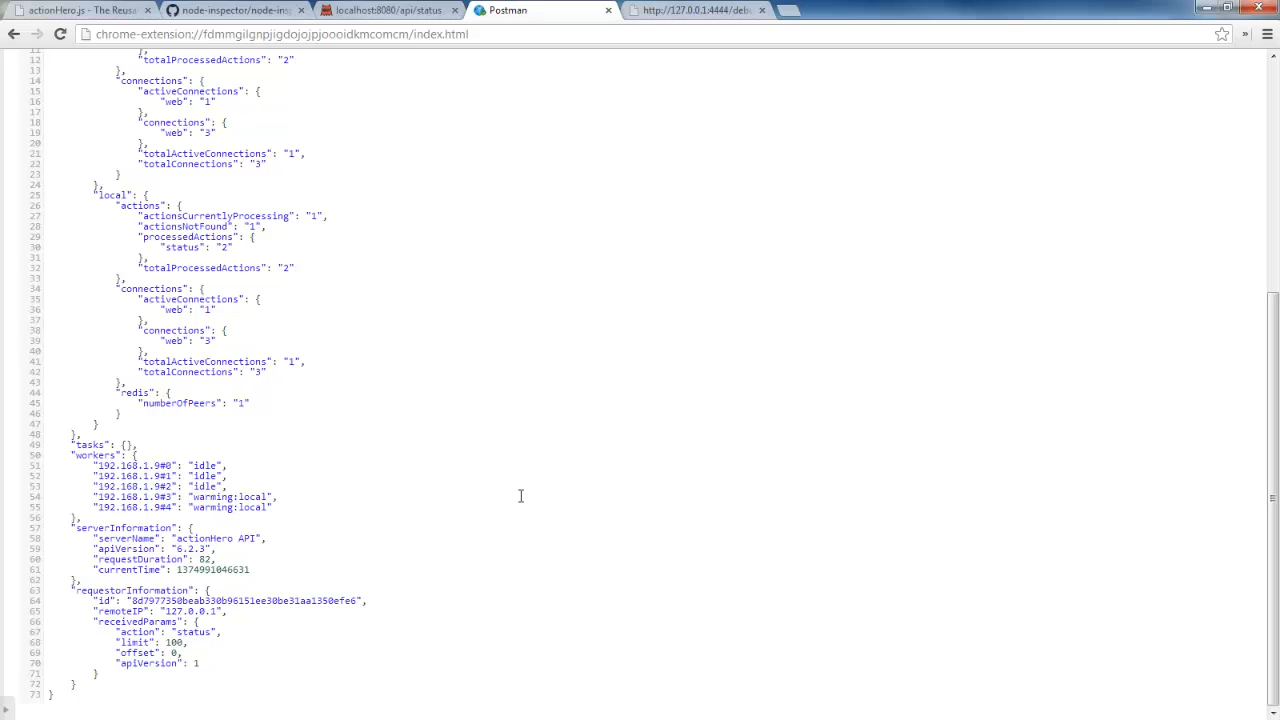 actionHero.js - The Reusa
node-inspector/node-insp
localhost:8080/api/status
Postman
http://127.0.0.1:4444/deb
chrome-extension://fdmmgilgnpjigdojojpjoooidkmcomcm/index.html
11 },
12 "totalProcessedActions": "2"
13 },
14 "connections": {
15 "activeConnections": {
16 "web": "1"
17 },
18 "connections": {
19 "web": "3"
20 },
21 "totalActiveConnections": "1",
22 "totalConnections": "3"
23 }
24 },
25 "local": {
26 "actions": {
27 "actionsCurrentlyProcessing": "1",
28 "actionsNotFound": "1",
29 "processedActions": {
30 "status": "2"
31 },
32 "totalProcessedActions": "2"
33 },
34 "connections": {
35 "activeConnections": {
36 "web": "1"
37 },
38 "connections": {
39 "web": "3"
40 },
41 "totalActiveConnections": "1",
42 "totalConnections": "3"
43 },
44 "redis": {
45 "numberOfPeers": "1"
46 }
47 }
48 },
49 "tasks": {},
50 "workers": {
51 "192.168.1.9#0": "idle",
52 "192.168.1.9#1": "idle",
53 "192.168.1.9#2": "idle",
54 "192.168.1.9#3": "warming:local",
55 "192.168.1.9#4": "warming:local"
56 },
57 "serverInformation": {
58 "serverName": "actionHero API",
59 "apiVersion": "6.2.3",
60 "requestDuration": 82,
61 "currentTime": 1374991046631
62 },
63 "requestorInformation": {
64 "id": "8d7977350beab330b96151ee30be31aa1350efe6",
65 "remoteIP": "127.0.0.1",
66 "receivedParams": {
67 "action": "status",
68 "limit": 100,
69 "offset": 0,
70 "apiVersion": 1
71 }
72 }
73 }